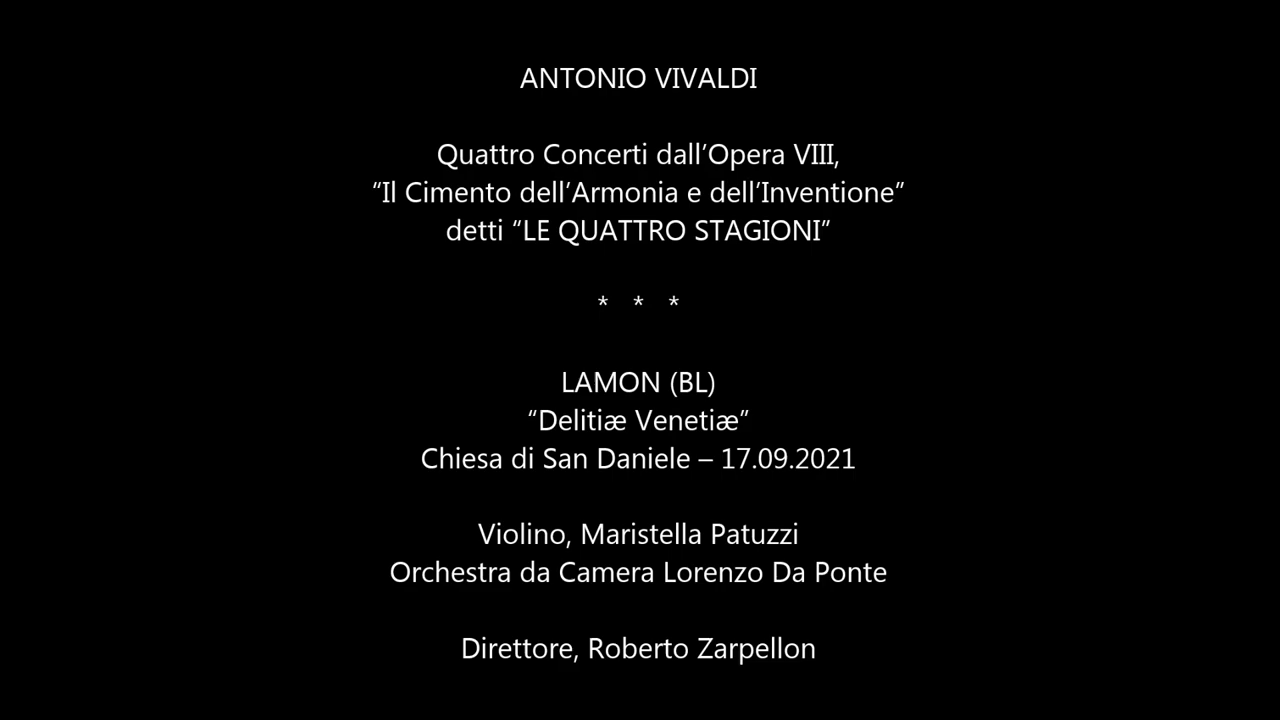 ANTONIO VIVALDI
Quattro Concerti dall’Opera VIII,
“Il Cimento dell’Armonia e dell’Inventione”
detti “LE QUATTRO STAGIONI”
* * *
LAMON (BL)
“Delitiæ Venetiæ”
Chiesa di San Daniele – 17.09.2021
Violino, Maristella Patuzzi
Orchestra da Camera Lorenzo Da Ponte
Direttore, Roberto Zarpellon